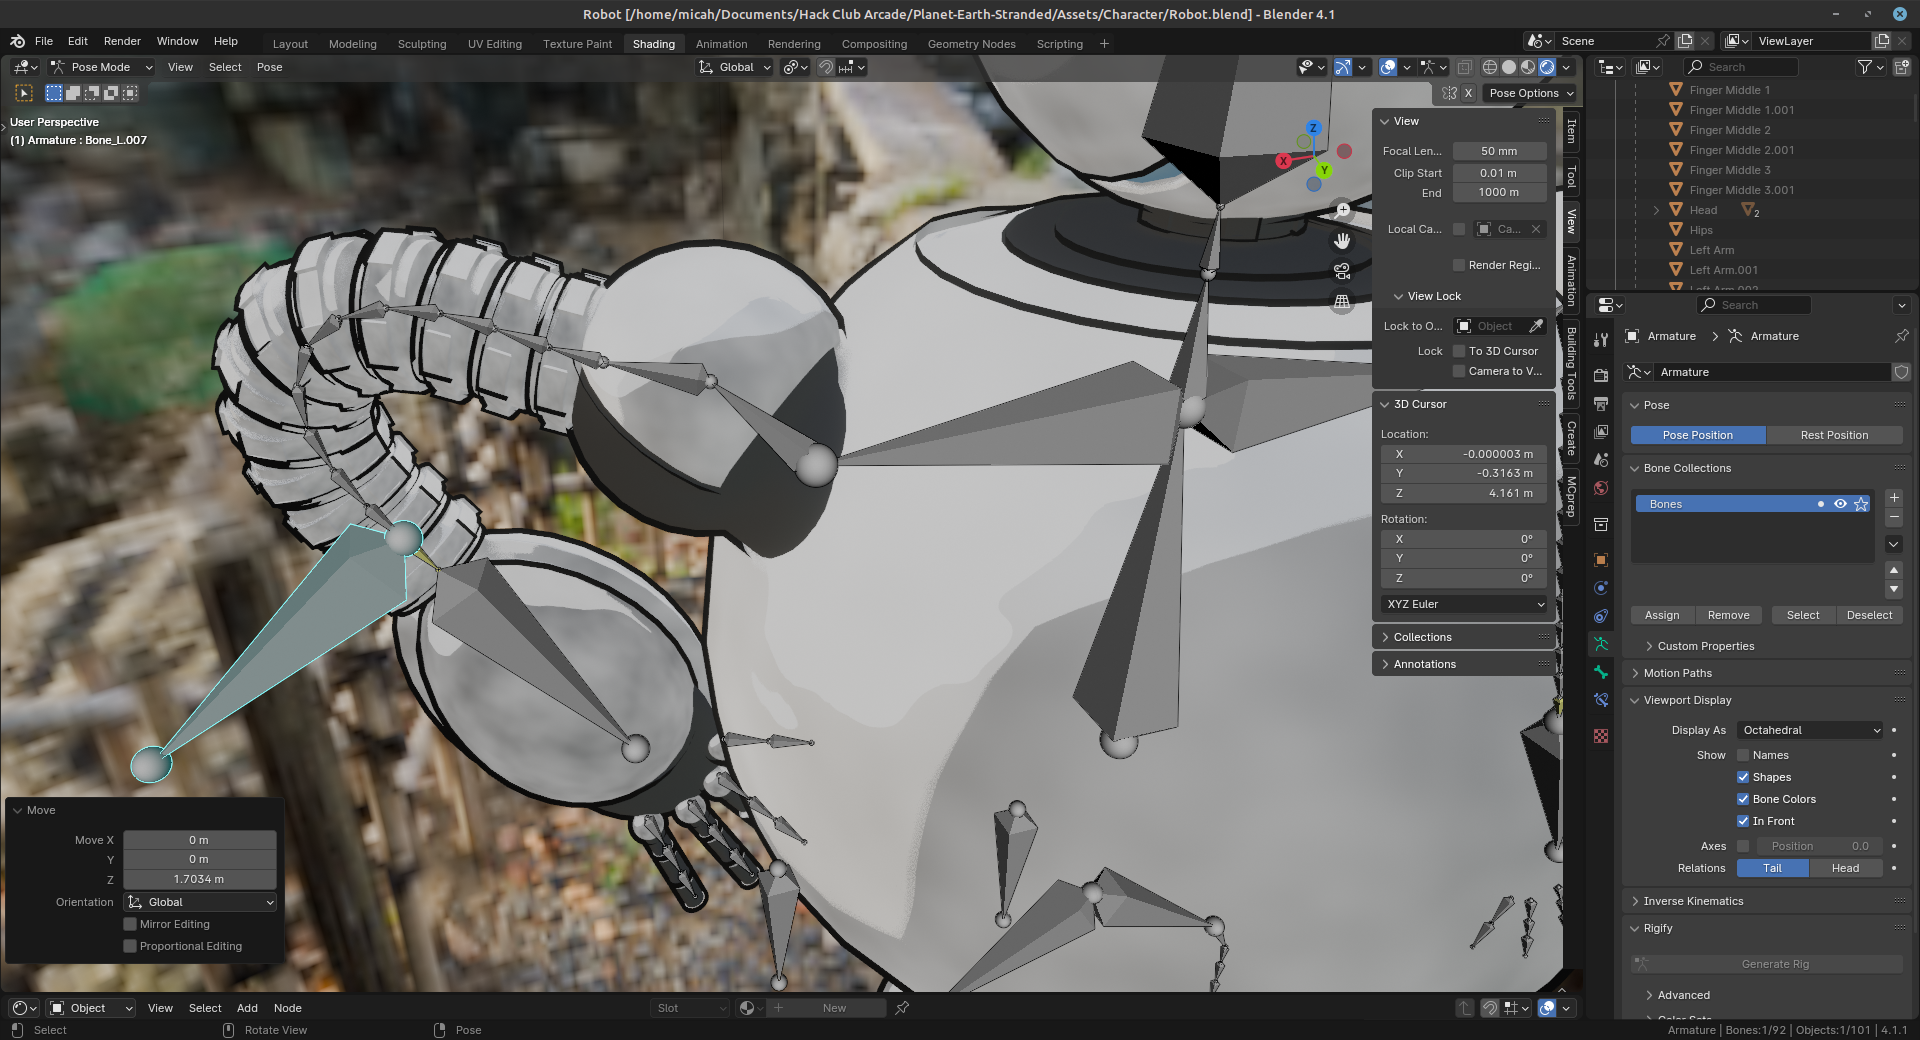 Robot [/home/micah/Documents/Hack Club Arcade/Planet-Earth-Stranded/Assets/Character/Robot.blend] - Blender 4.1
File Edit Render Window Help
Layout Modeling Sculpting UV Editing Texture Paint Shading Animation Rendering Compositing Geometry Nodes Scripting +
Scene
ViewLayer
Pose Mode View Select Pose
Global
Search
X Pose Options
User Perspective
(1) Armature : Bone_L.007
Z
X
Y
View
Focal Len... 50 mm
Clip Start 0.01 m
End 1000 m
Local Ca... Ca...
Render Regi...
View Lock
Lock to O... Object
Lock To 3D Cursor
Camera to V...
3D Cursor
Location:
X -0.000003 m
Y -0.3163 m
Z 4.161 m
Rotation:
X 0°
Y 0°
Z 0°
XYZ Euler
Collections
Annotations
Item
Tool
View
Animation
Building Tools
Create
MCprep
Finger Middle 1
Finger Middle 1.001
Finger Middle 2
Finger Middle 2.001
Finger Middle 3
Finger Middle 3.001
Head 2
Hips
Left Arm
Left Arm.001
Left Arm.002
Search
Armature > Armature
Armature
Pose
Pose Position Rest Position
Bone Collections
Bones
Assign Remove Select Deselect
Custom Properties
Motion Paths
Viewport Display
Display As Octahedral
Show Names
Shapes
Bone Colors
In Front
Axes Position 0.0
Relations Tail Head
Inverse Kinematics
Rigify
Generate Rig
Advanced
Color Sets
Move
Move X 0 m
Y 0 m
Z 1.7034 m
Orientation Global
Mirror Editing
Proportional Editing
Object View Select Add Node
Slot
New
Select
Rotate View
Pose
Armature | Bones:1/92 | Objects:1/101 | 4.1.1